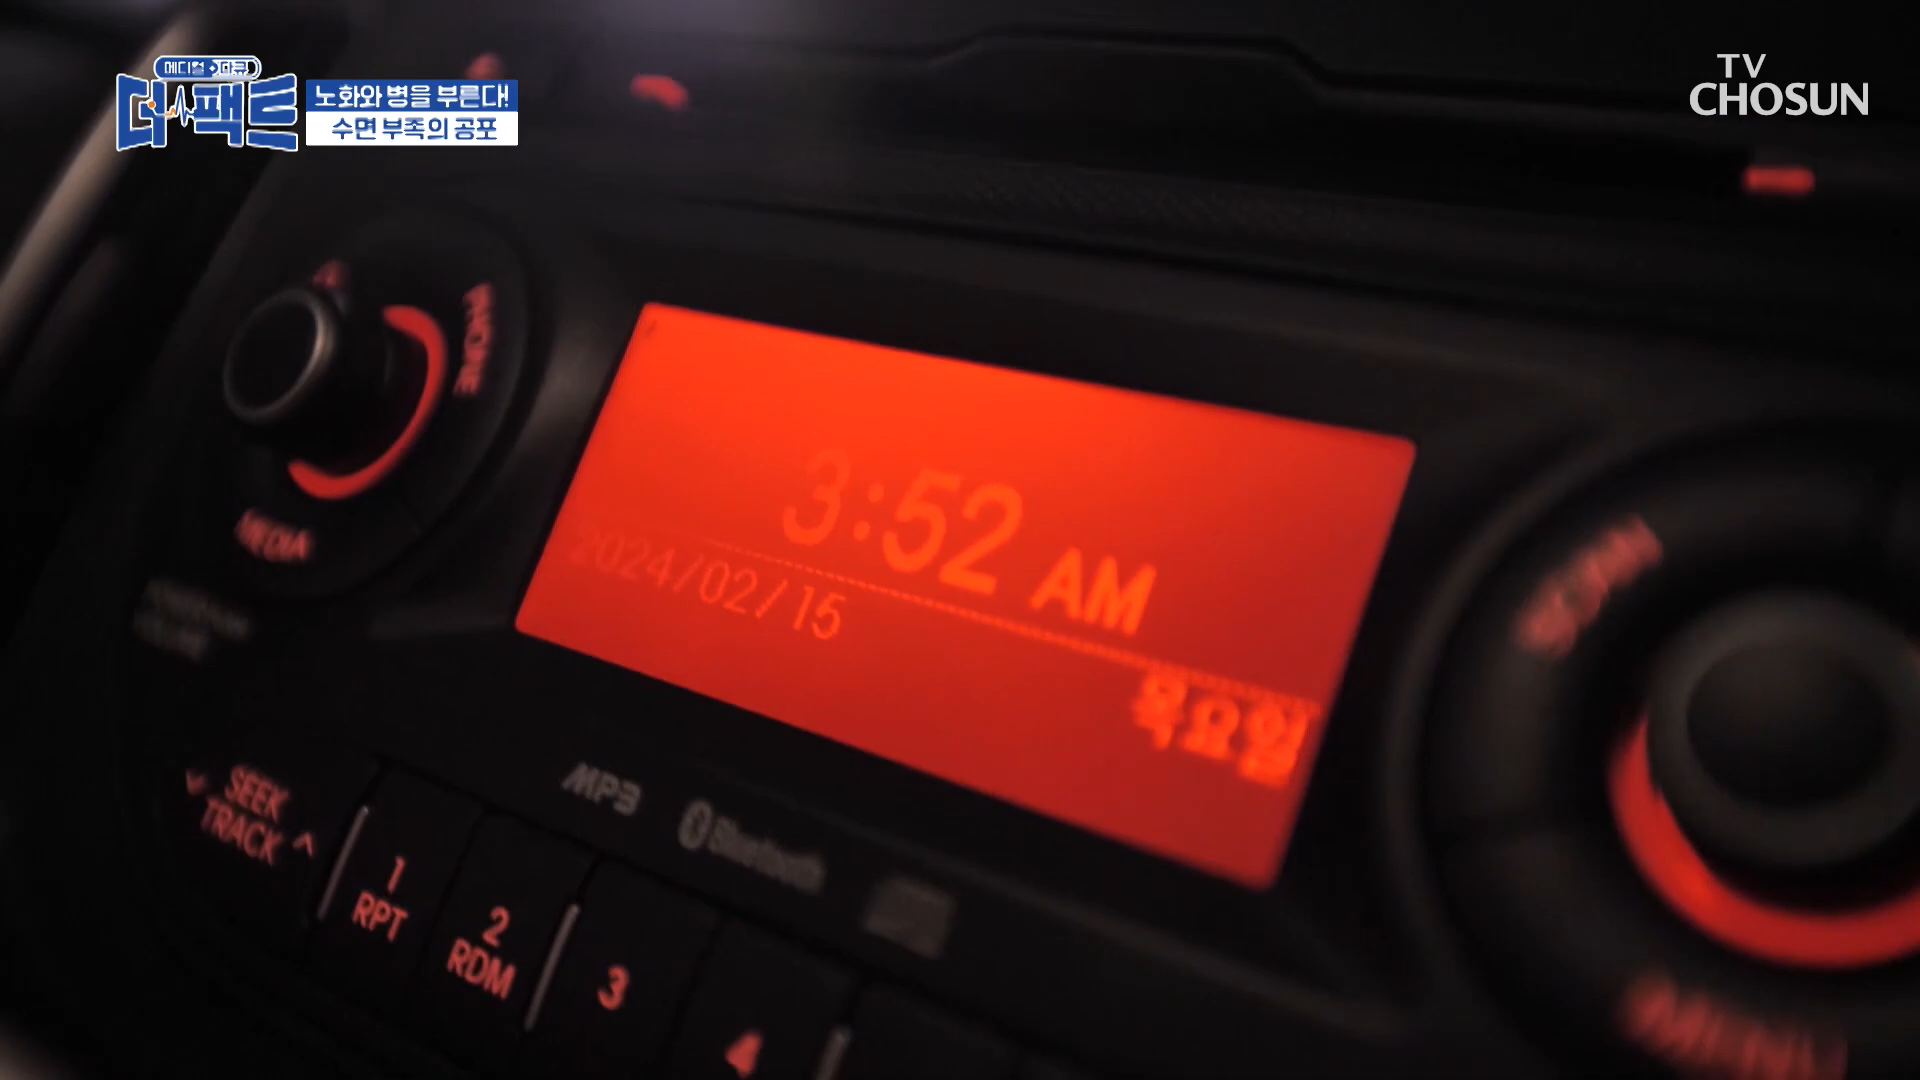 메디컬 다큐
더 팩트
노화와 병을 부른다!
수면 부족의 공포
TV
CHOSUN
PHONE
MEDIA
3:52 AM
2024/02/15
목요일
SEEK
TRACK
MP3
Bluetooth
1
RPT
2
RDM
3
4
MENU